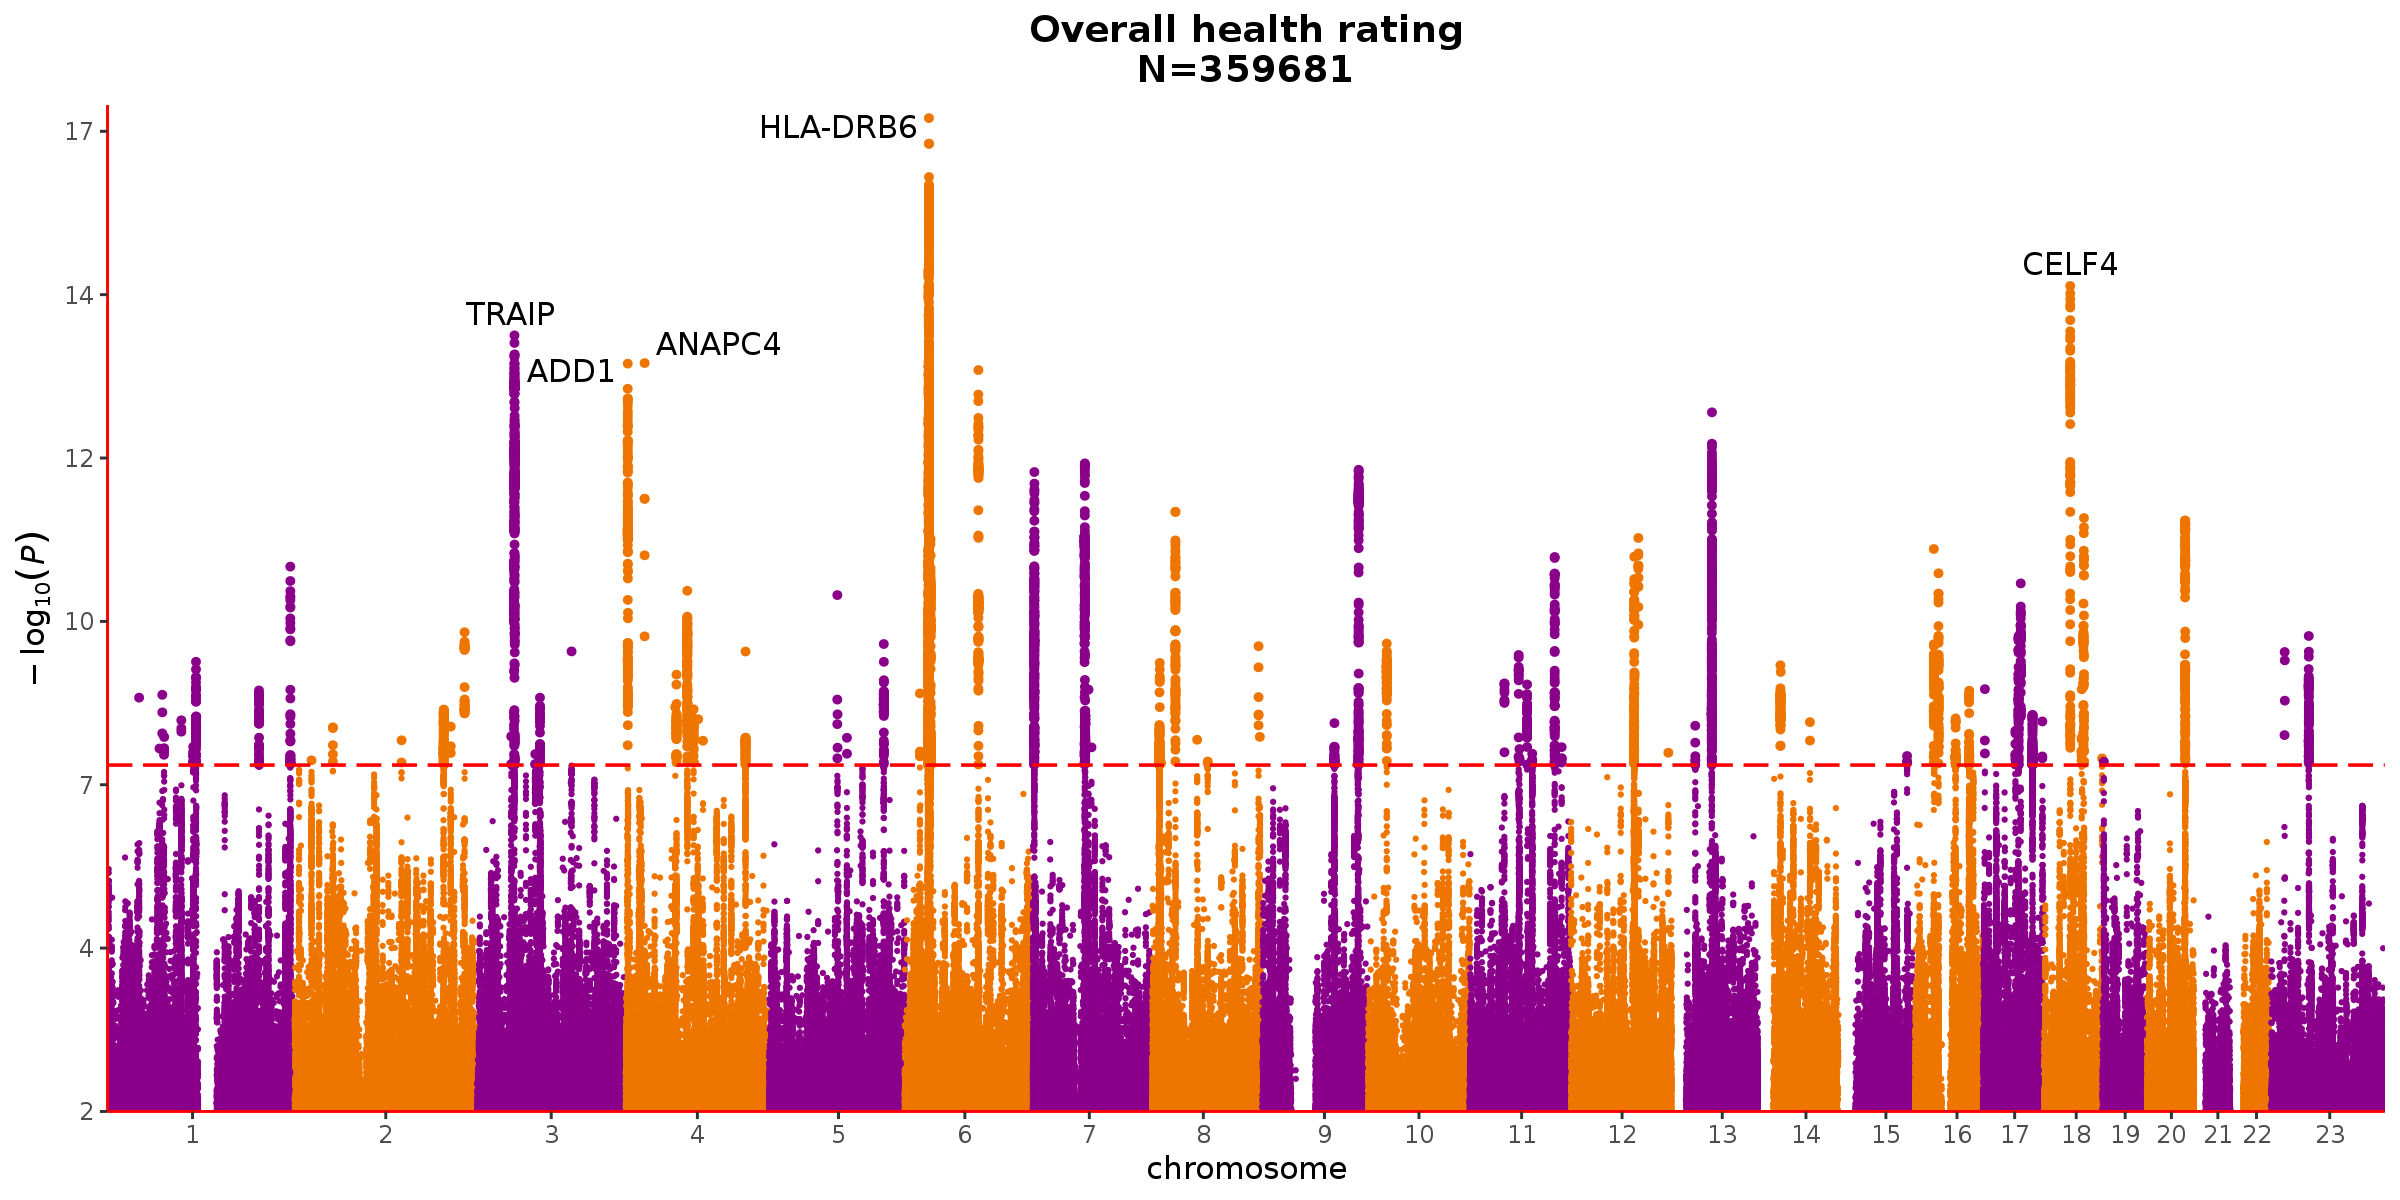 Overall health rating
N=359681
HLA-DRB6
CELF4
TRAIP
ANAPC4
ADD1
17
14
12
10
7
4
2
− log10(P)
1 2 3 4 5 6 7 8 9 10 11 12 13 14 15 16 17 18 19 20 21 22 23
chromosome